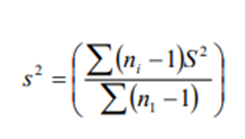 s² = ( ∑(nᵢ − 1)S² / ∑(n₁ − 1) )